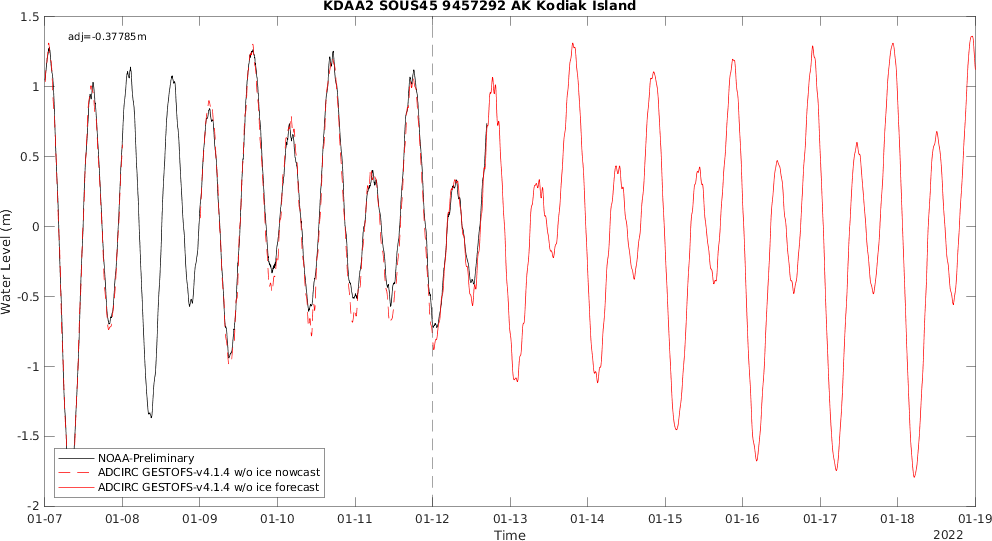 KDAA2 SOUS45 9457292 AK Kodiak Island
adj=-0.37785m
1.5
1
0.5
0
-0.5
-1
-1.5
-2
Water Level (m)
NOAA-Preliminary
ADCIRC GESTOFS-v4.1.4 w/o ice nowcast
ADCIRC GESTOFS-v4.1.4 w/o ice forecast
01-07 01-08 01-09 01-10 01-11 01-12 01-13 01-14 01-15 01-16 01-17 01-18 01-19
Time
2022